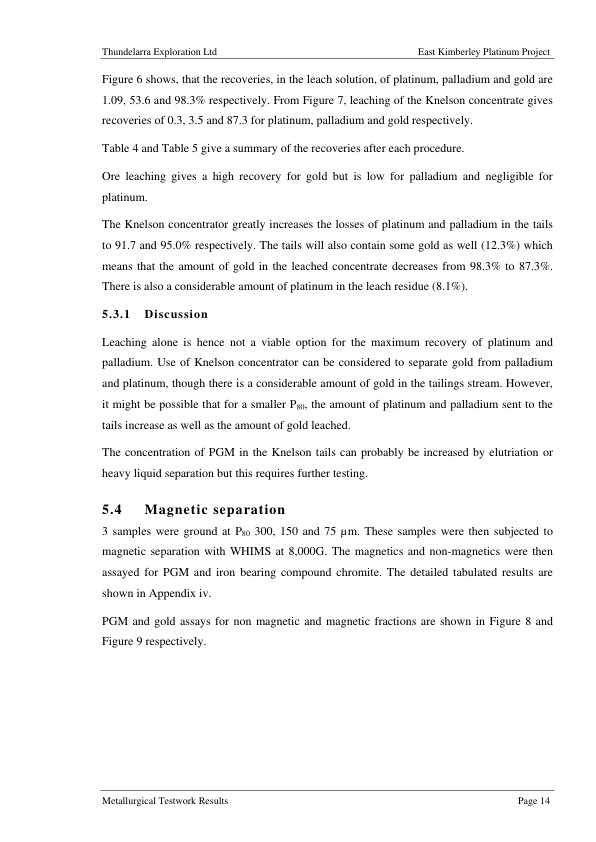 Thundelarra Exploration Ltd East Kimberley Platinum Project
Figure 6 shows, that the recoveries, in the leach solution, of platinum, palladium and gold are
1.09, 53.6 and 98.3% respectively. From Figure 7, leaching of the Knelson concentrate gives
recoveries of 0.3, 3.5 and 87.3 for platinum, palladium and gold respectively.
Table 4 and Table 5 give a summary of the recoveries after each procedure.
Ore leaching gives a high recovery for gold but is low for palladium and negligible for
platinum.
The Knelson concentrator greatly increases the losses of platinum and palladium in the tails
to 91.7 and 95.0% respectively. The tails will also contain some gold as well (12.3%) which
means that the amount of gold in the leached concentrate decreases from 98.3% to 87.3%.
There is also a considerable amount of platinum in the leach residue (8.1%).
5.3.1 Discussion
Leaching alone is hence not a viable option for the maximum recovery of platinum and
palladium. Use of Knelson concentrator can be considered to separate gold from palladium
and platinum, though there is a considerable amount of gold in the tailings stream. However,
it might be possible that for a smaller P80, the amount of platinum and palladium sent to the
tails increase as well as the amount of gold leached.
The concentration of PGM in the Knelson tails can probably be increased by elutriation or
heavy liquid separation but this requires further testing.
5.4 Magnetic separation
3 samples were ground at P80 300, 150 and 75 µm. These samples were then subjected to
magnetic separation with WHIMS at 8,000G. The magnetics and non-magnetics were then
assayed for PGM and iron bearing compound chromite. The detailed tabulated results are
shown in Appendix iv.
PGM and gold assays for non magnetic and magnetic fractions are shown in Figure 8 and
Figure 9 respectively.
Metallurgical Testwork Results Page 14